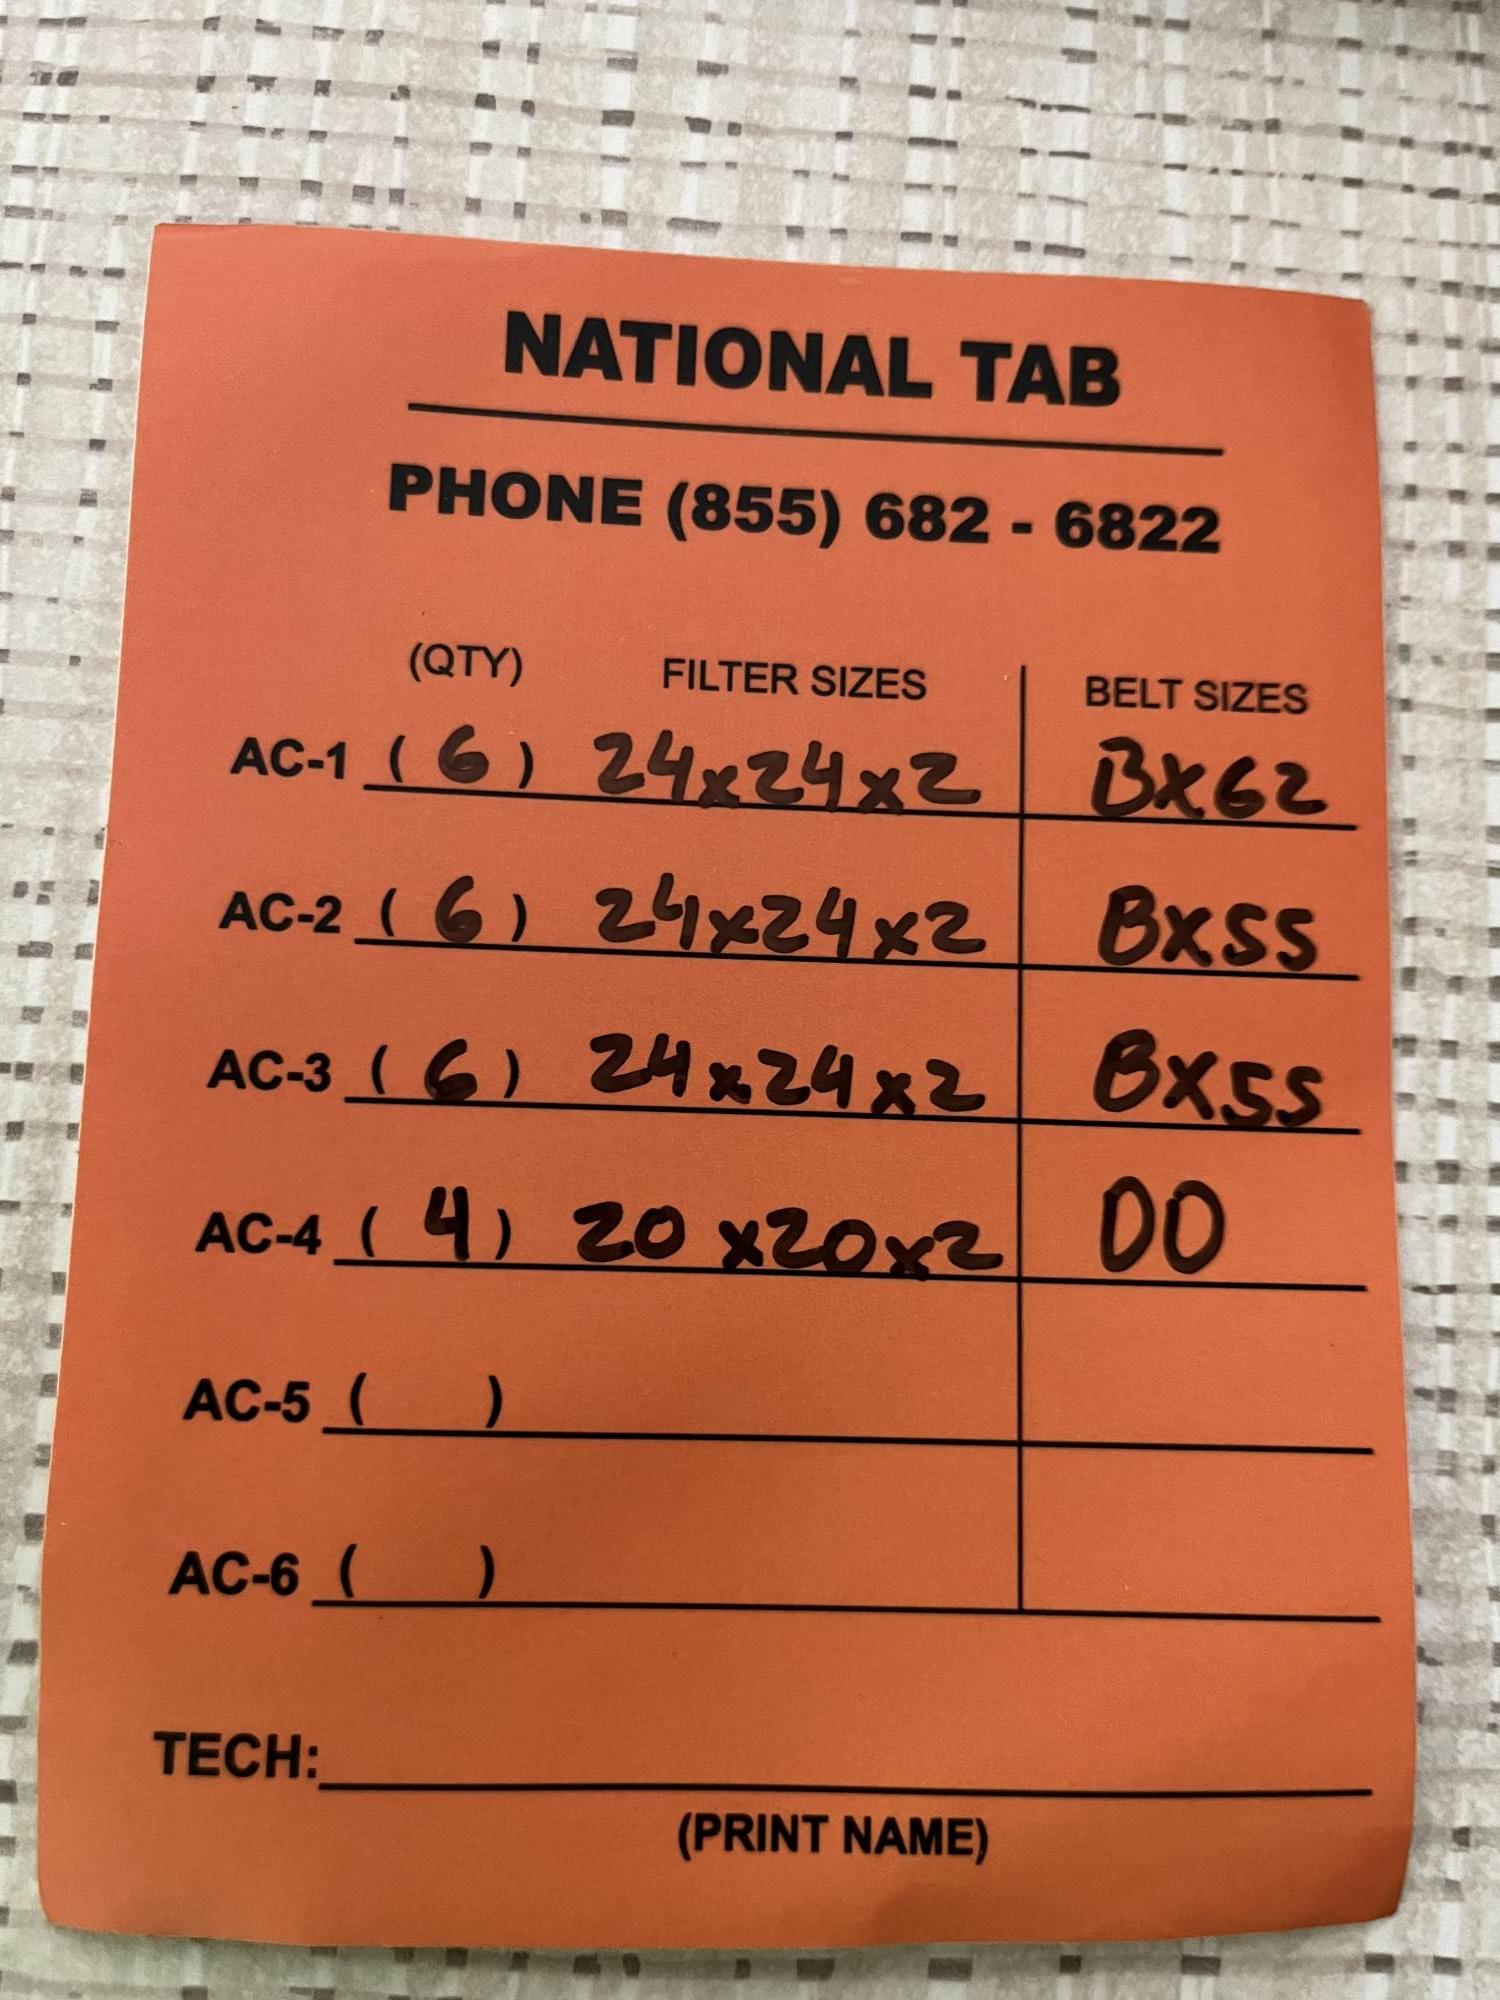 NATIONAL TAB
PHONE (855) 682 - 6822
(QTY) FILTER SIZES BELT SIZES
AC-1 ( 6 ) 24x24x2 BX62
AC-2 ( 6 ) 24x24x2 BX55
AC-3 ( 6 ) 24x24x2 BX55
AC-4 ( 4 ) 20x20x2 DD
AC-5 ( )
AC-6 ( )
TECH:
(PRINT NAME)